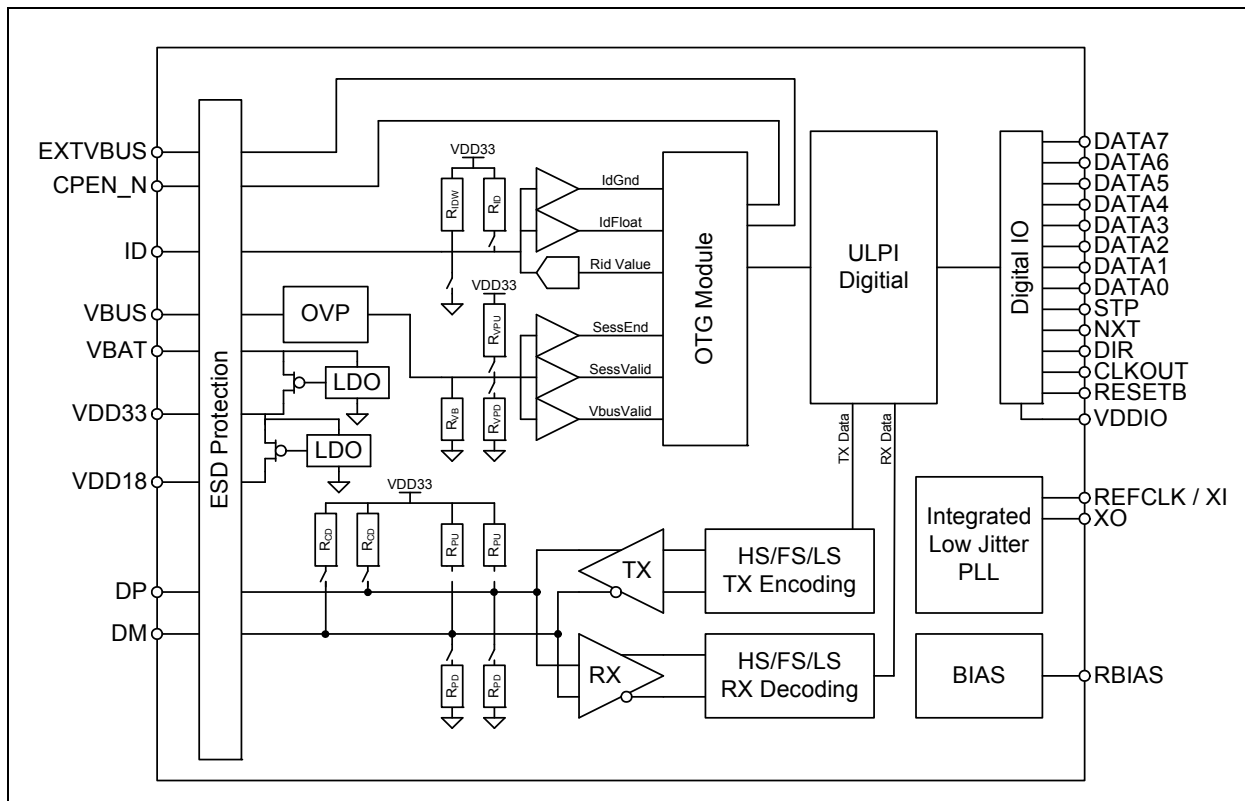 EXTVBUS
CPEN_N
ID
VBUS
VBAT
VDD33
VDD18
DP
DM
ESD Protection
OVP
LDO
LDO
VDD33
RIDW
RID
VDD33
RVPU
RVB
RVPD
IdGnd
IdFloat
Rid Value
SessEnd
SessValid
VbusValid
OTG Module
ULPI
Digitial
TX Data
RX Data
Digital IO
DATA7
DATA6
DATA5
DATA4
DATA3
DATA2
DATA1
DATA0
STP
NXT
DIR
CLKOUT
RESETB
VDDIO
VDD33
RCD
RCD
RPU
RPU
RPD
RPD
TX
RX
HS/FS/LS
TX Encoding
HS/FS/LS
RX Decoding
Integrated
Low Jitter
PLL
REFCLK / XI
XO
BIAS
RBIAS